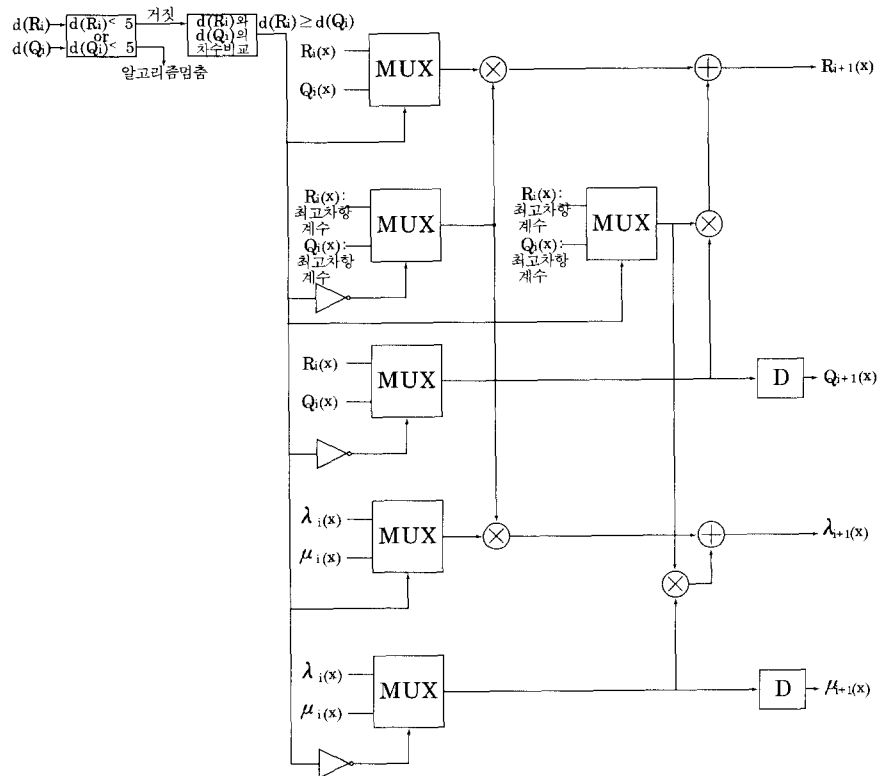 d(Rᵢ)
d(Qᵢ)
d(Rᵢ)< 5
or
d(Qᵢ)< 5
거짓
알고리즘멈춤
d(Rᵢ)와
d(Qᵢ)의
차수비교
d(Rᵢ) ≥ d(Qᵢ)
Rᵢ(x)
Qᵢ(x)
MUX
⊗
⊕
Rᵢ₊₁(x)
Rᵢ(x):
최고차항
계수
Qᵢ(x):
최고차항
계수
MUX
Rᵢ(x):
최고차항
계수
Qᵢ(x):
최고차항
계수
MUX
⊗
Rᵢ(x)
Qᵢ(x)
MUX
D
Qᵢ₊₁(x)
λᵢ(x)
μᵢ(x)
MUX
⊗
⊕
λᵢ₊₁(x)
⊗
λᵢ(x)
μᵢ(x)
MUX
D
μᵢ₊₁(x)